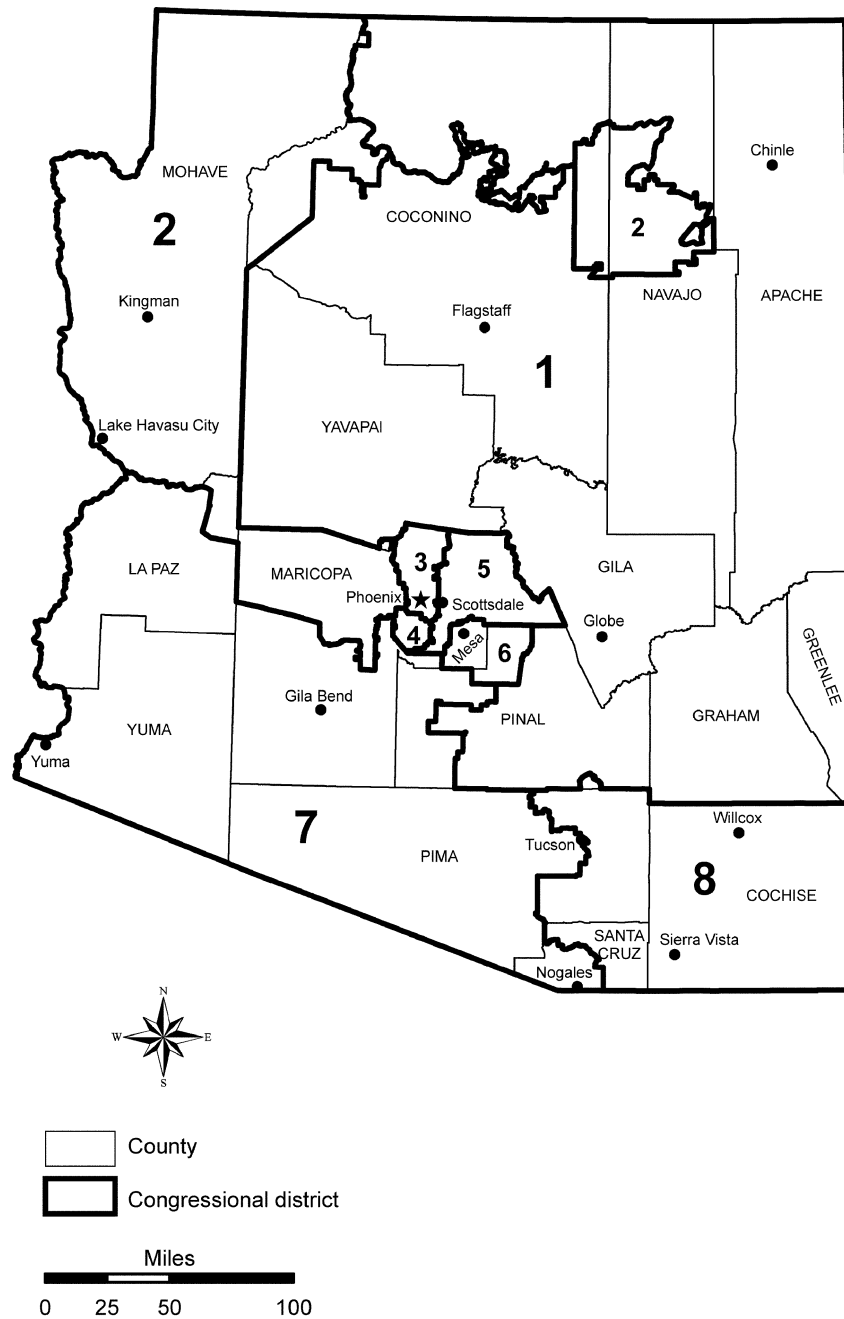 Chinle
MOHAVE
2
COCONINO
2
Kingman
NAVAJO
APACHE
Flagstaff
1
Lake Havasu City
YAVAPAI
LA PAZ
MARICOPA
3
5
GILA
Phoenix
Scottsdale
Globe
4
Mesa
6
GREENLEE
Gila Bend
PINAL
GRAHAM
YUMA
Yuma
7
Willcox
Tucson
PIMA
8
COCHISE
SANTA
CRUZ
Sierra Vista
Nogales
N
W
E
S
County
Congressional district
Miles
0 25 50 100